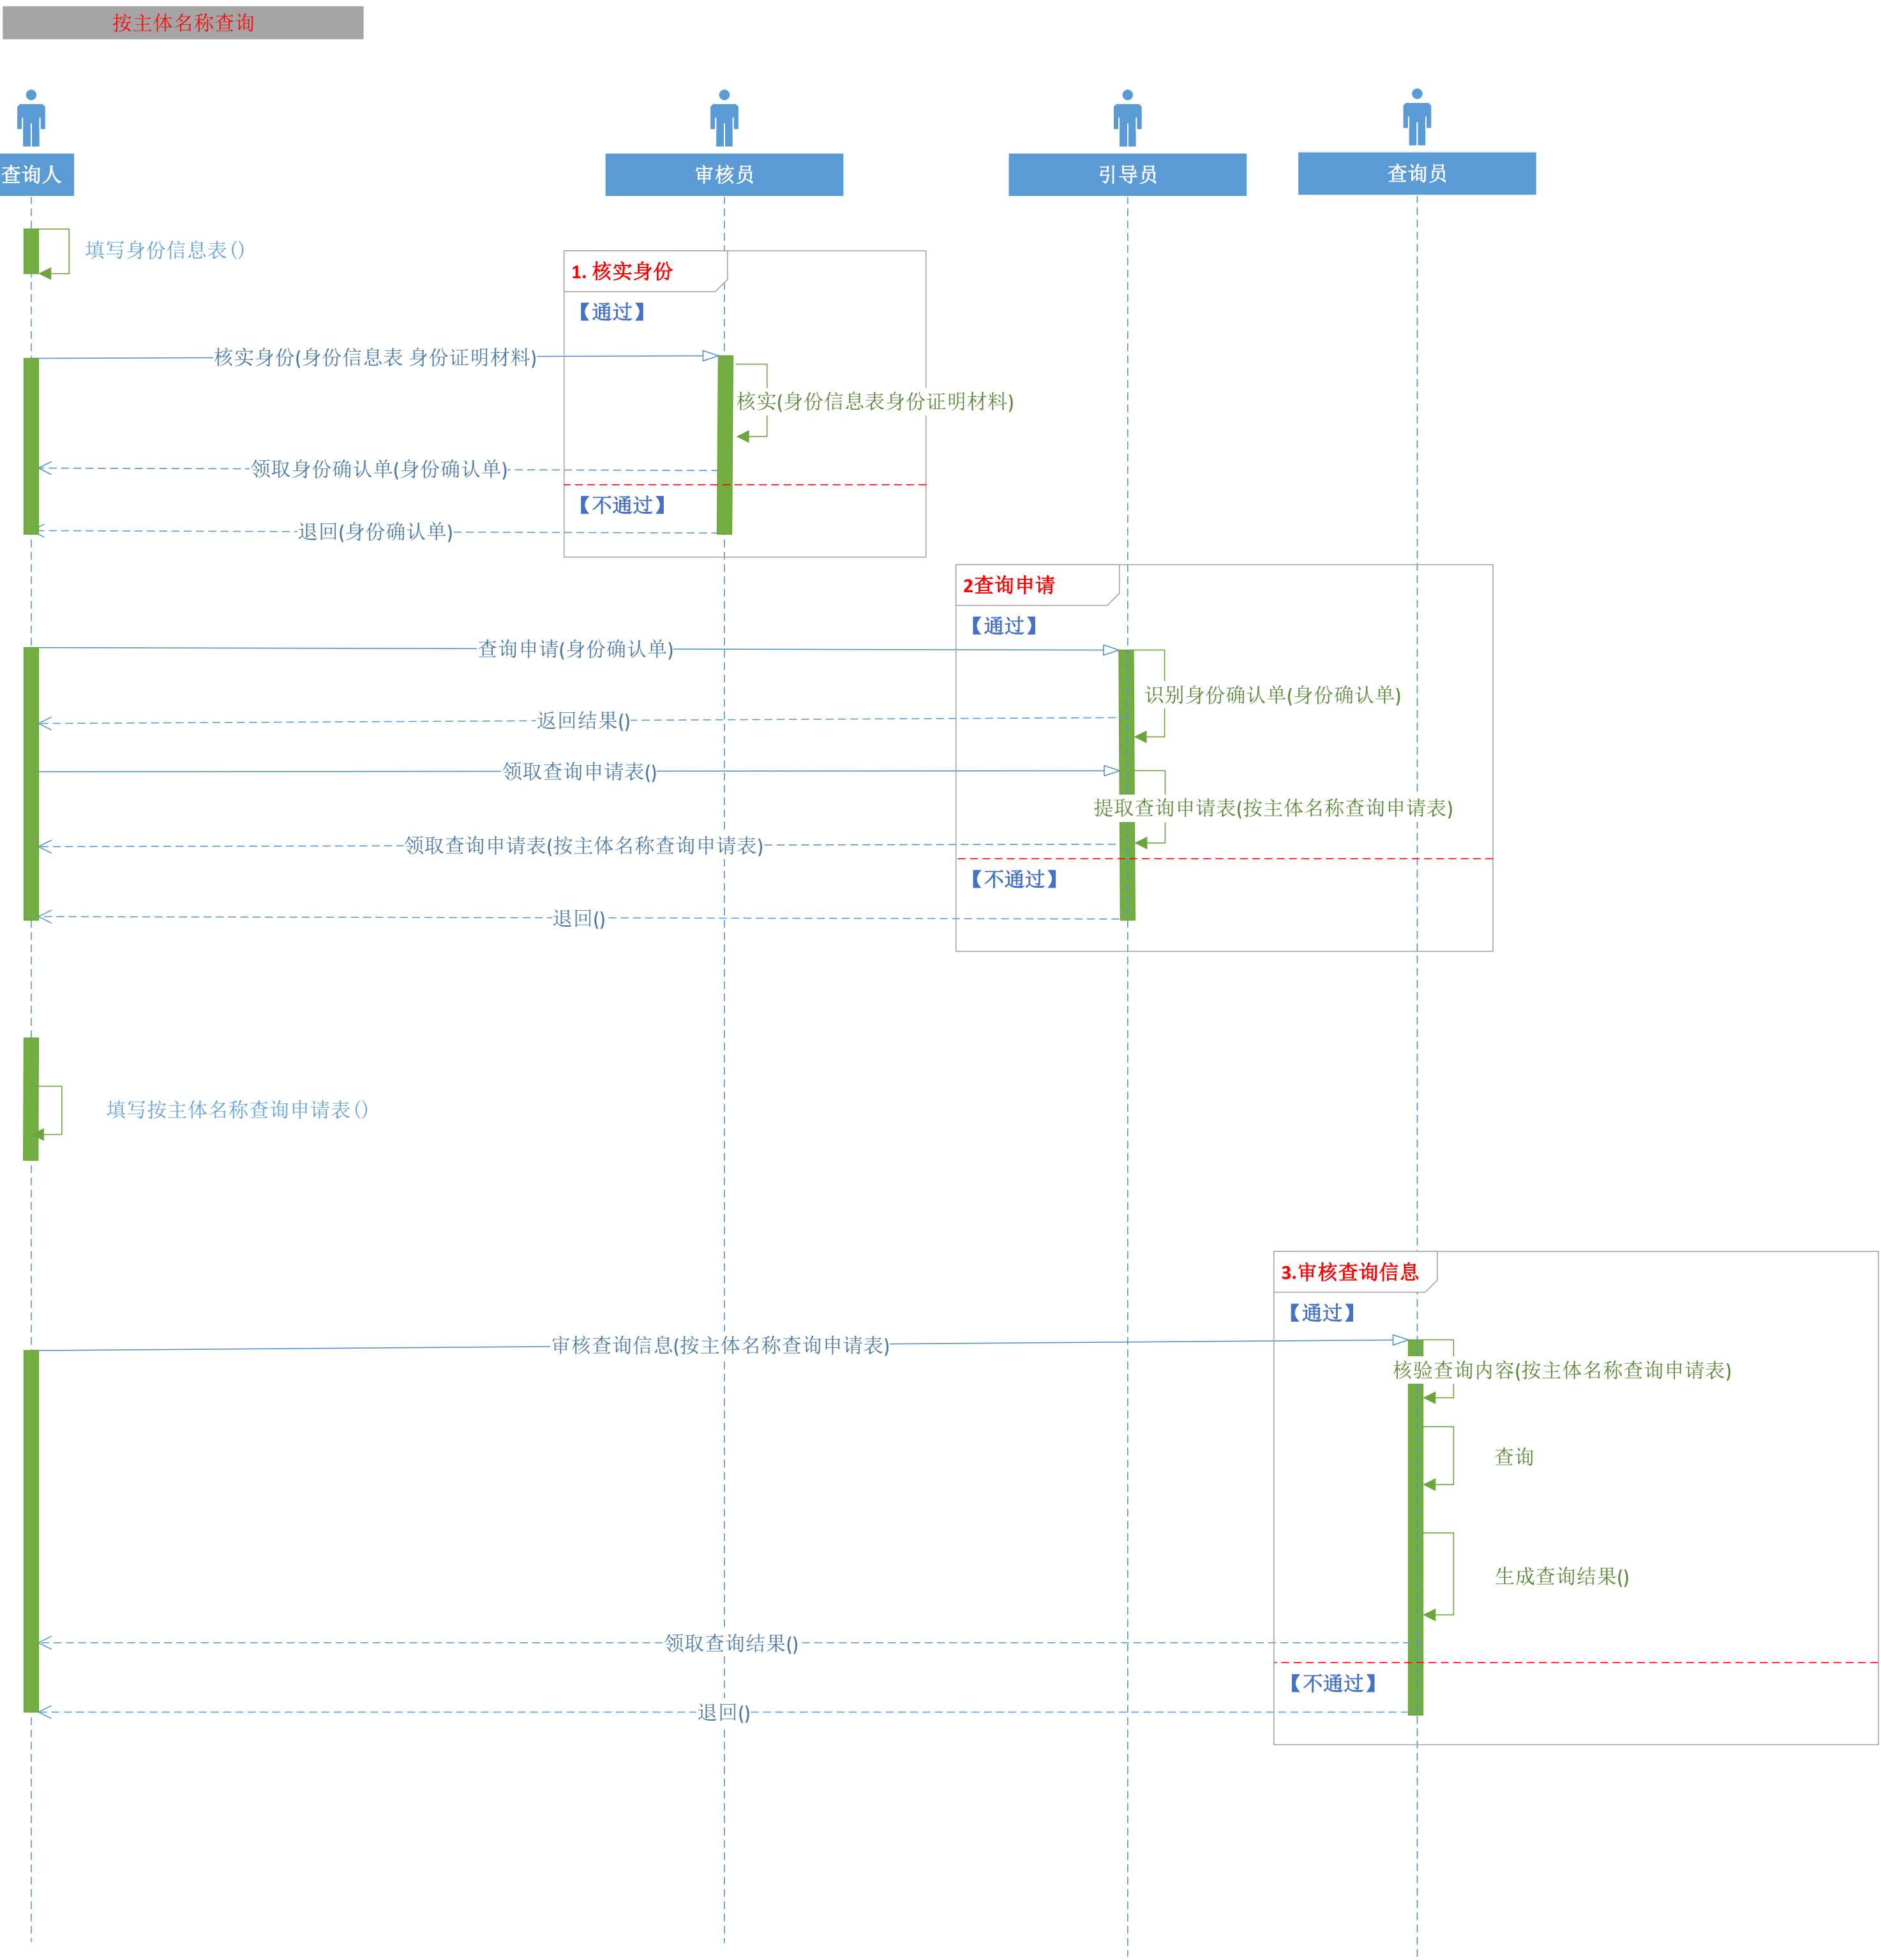 按主体名称查询
查询人
审核员
引导员
查询员
填写身份信息表()
1. 核实身份
【通过】
核实身份(身份信息表 身份证明材料)
核实(身份信息表身份证明材料)
领取身份确认单(身份确认单)
【不通过】
退回(身份确认单)
2查询申请
【通过】
查询申请(身份确认单)
识别身份确认单(身份确认单)
返回结果()
领取查询申请表()
提取查询申请表(按主体名称查询申请表)
领取查询申请表(按主体名称查询申请表)
【不通过】
退回()
填写按主体名称查询申请表()
3.审核查询信息
【通过】
审核查询信息(按主体名称查询申请表)
核验查询内容(按主体名称查询申请表)
查询
生成查询结果()
领取查询结果()
【不通过】
退回()